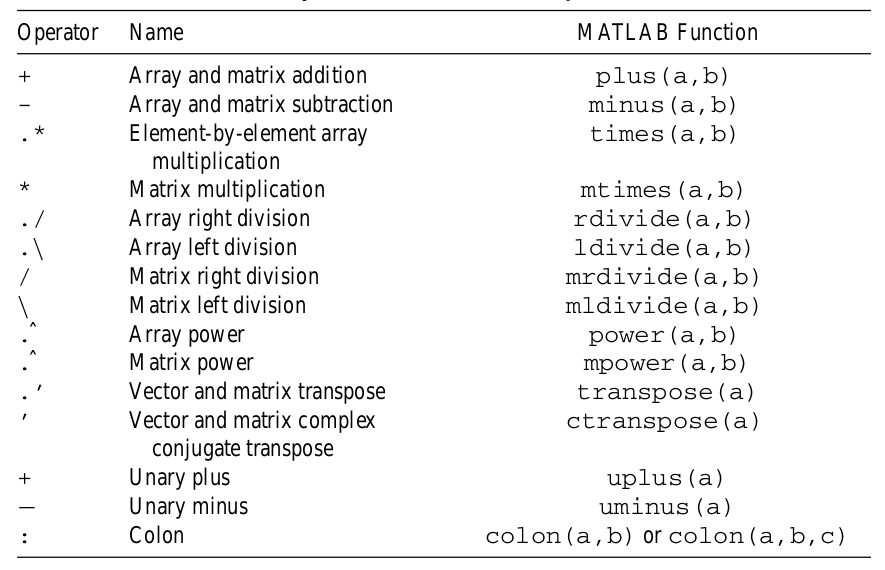 Operator Name MATLAB Function
+ Array and matrix addition plus(a,b)
– Array and matrix subtraction minus(a,b)
.* Element-by-element array times(a,b)
multiplication
* Matrix multiplication mtimes(a,b)
./ Array right division rdivide(a,b)
.\ Array left division ldivide(a,b)
/ Matrix right division mrdivide(a,b)
\ Matrix left division mldivide(a,b)
.^ Array power power(a,b)
.^ Matrix power mpower(a,b)
.' Vector and matrix transpose transpose(a)
' Vector and matrix complex ctranspose(a)
conjugate transpose
+ Unary plus uplus(a)
— Unary minus uminus(a)
: Colon colon(a,b) or colon(a,b,c)